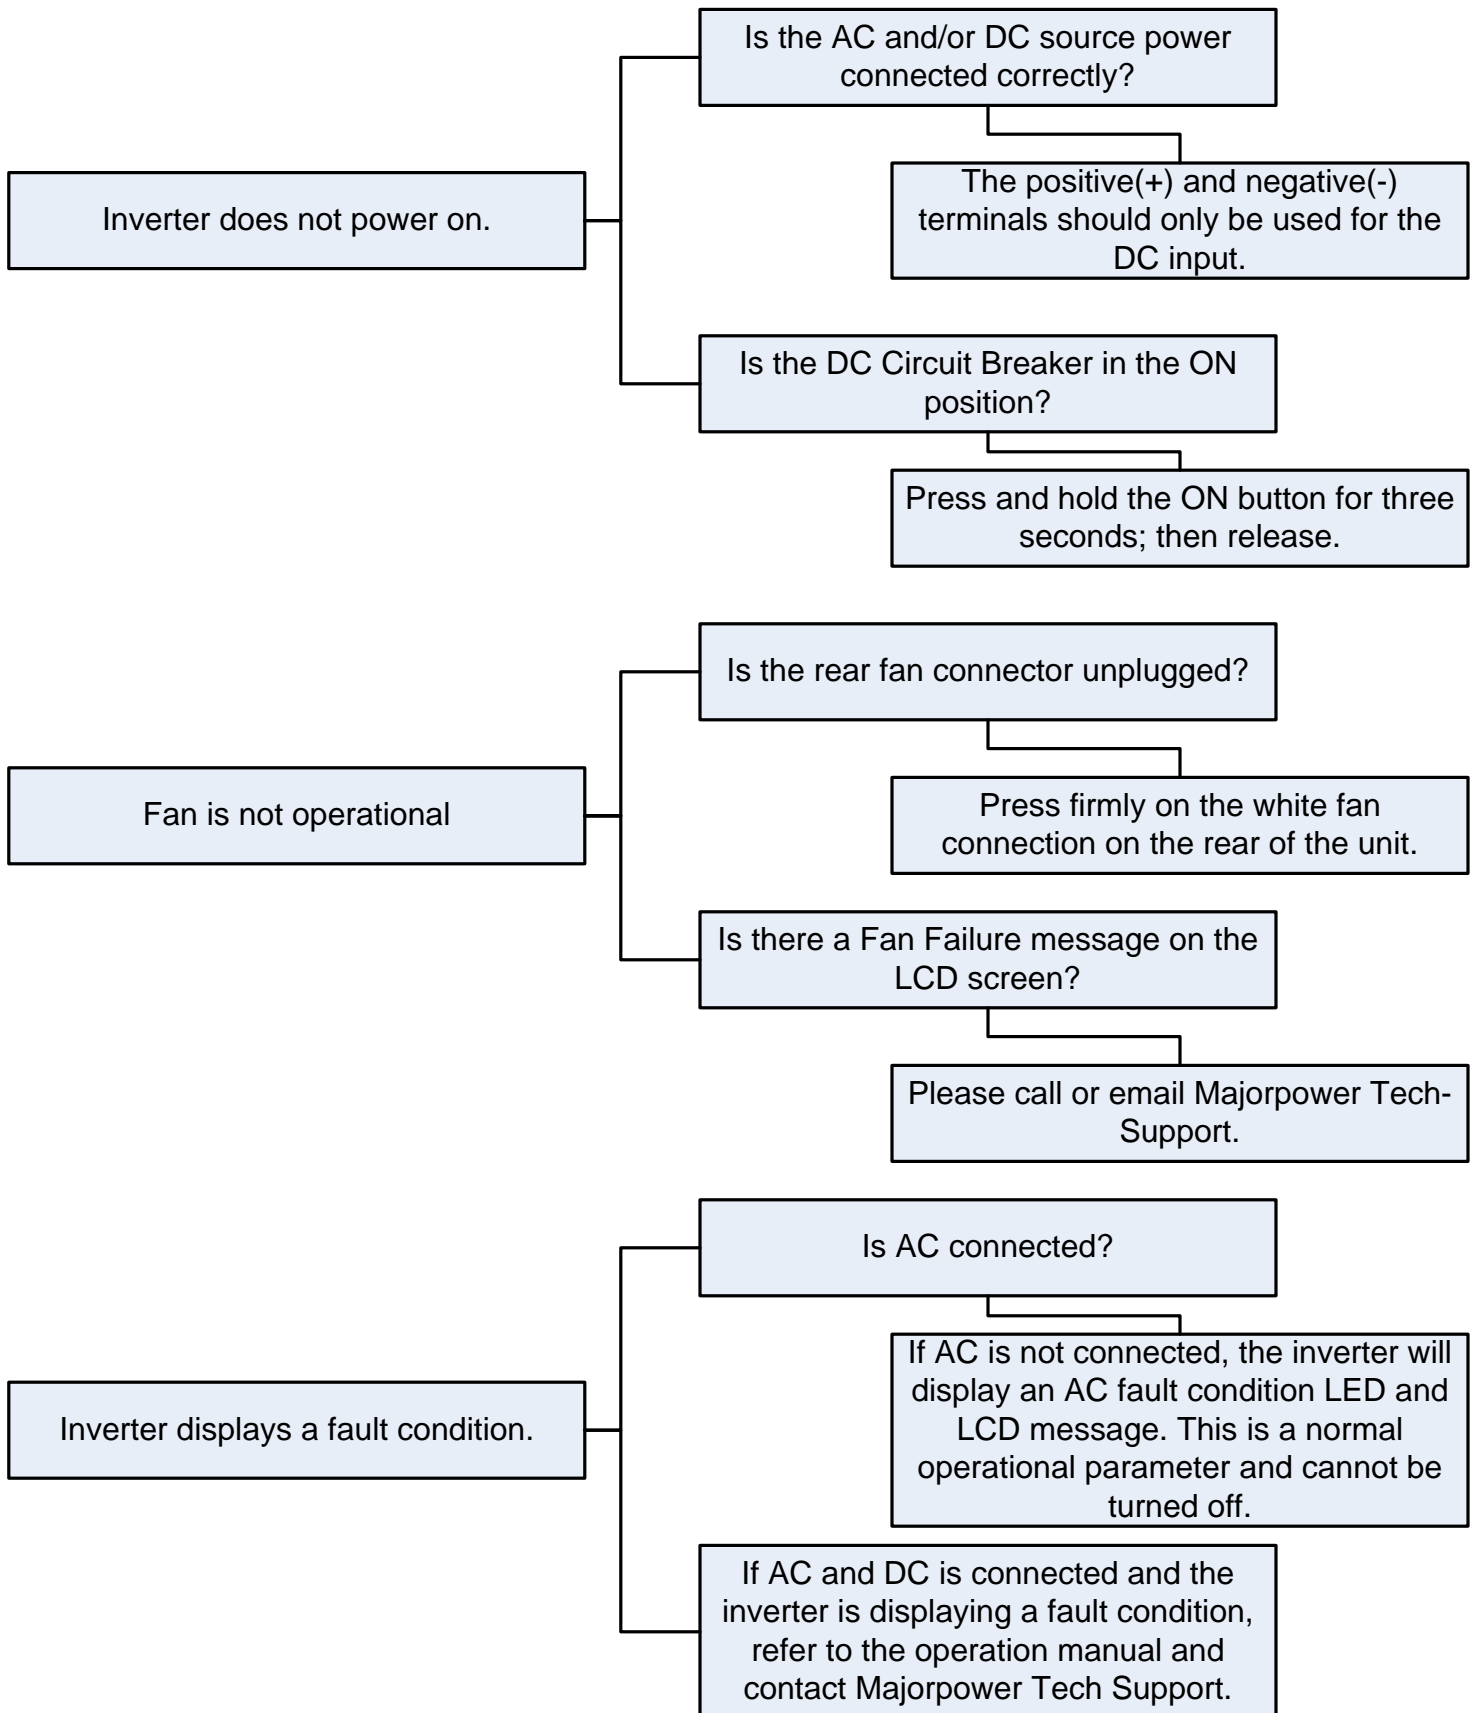 Is the AC and/or DC source power
connected correctly?
Inverter does not power on.
The positive(+) and negative(-)
terminals should only be used for the
DC input.
Is the DC Circuit Breaker in the ON
position?
Press and hold the ON button for three
seconds; then release.
Is the rear fan connector unplugged?
Fan is not operational
Press firmly on the white fan
connection on the rear of the unit.
Is there a Fan Failure message on the
LCD screen?
Please call or email Majorpower Tech-
Support.
Is AC connected?
Inverter displays a fault condition.
If AC is not connected, the inverter will
display an AC fault condition LED and
LCD message. This is a normal
operational parameter and cannot be
turned off.
If AC and DC is connected and the
inverter is displaying a fault condition,
refer to the operation manual and
contact Majorpower Tech Support.